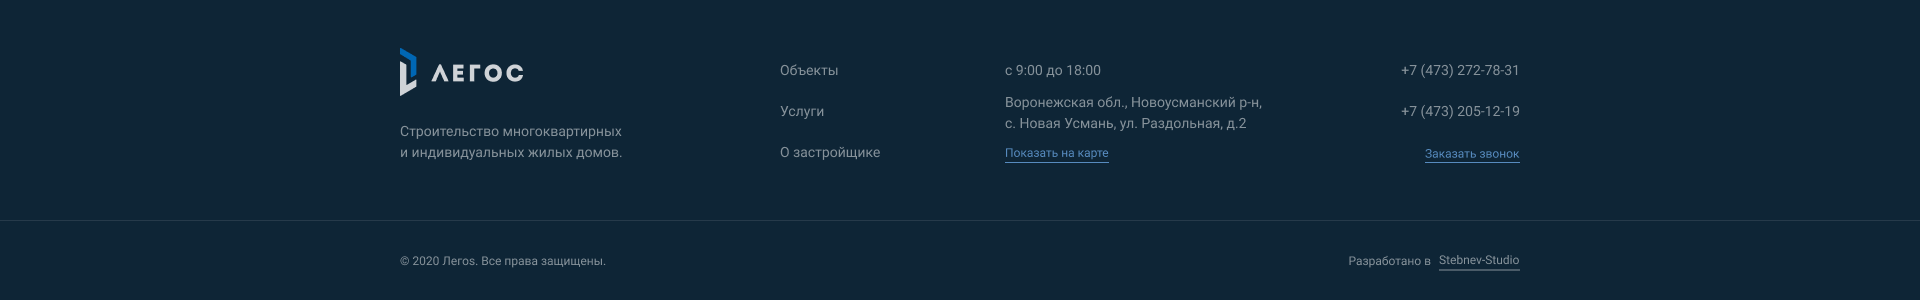 ЛЕГОС
Строительство многоквартирных
и индивидуальных жилых домов.
Объекты
Услуги
О застройщике
с 9:00 до 18:00
Воронежская обл., Новоусманский р-н,
с. Новая Усмань, ул. Раздольная, д.2
Показать на карте
+7 (473) 272-78-31
+7 (473) 205-12-19
Заказать звонок
© 2020 Легос. Все права защищены.
Разработано в Stebnev-Studio